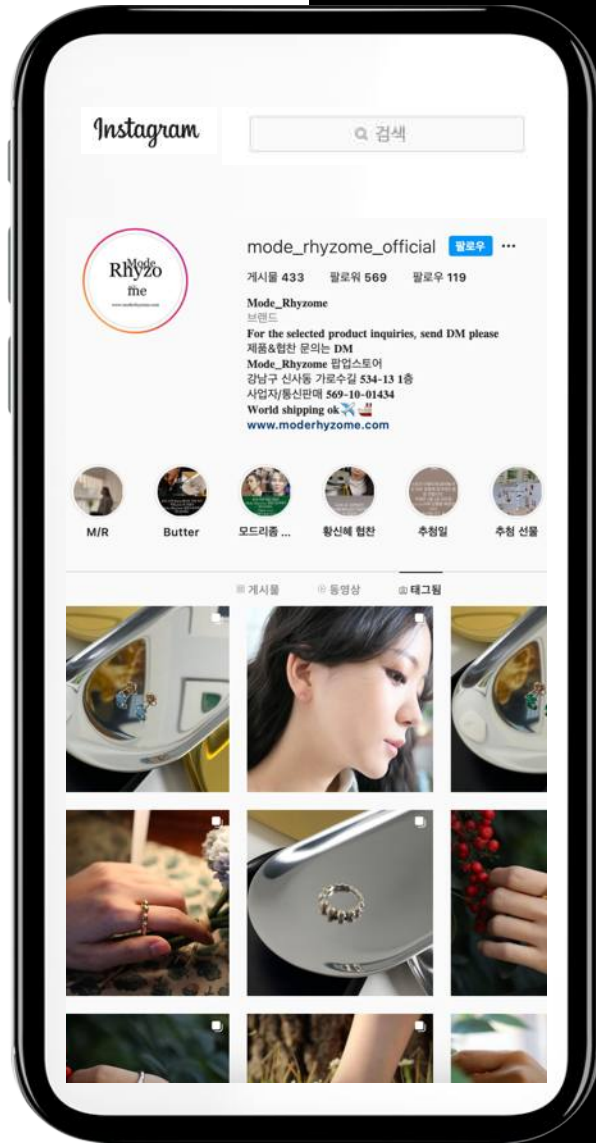 Instagram
검색
Mode
Rhyzo
me
www.moderhyzome.com
mode_rhyzome_official 팔로우
게시물 433 팔로워 569 팔로우 119
Mode_Rhyzome
브랜드
For the selected product inquiries, send DM please
제품&협찬 문의는 DM
Mode_Rhyzome 팝업스토어
강남구 신사동 가로수길 534-13 1층
사업자/통신판매 569-10-01434
World shipping ok✈️🚢
www.moderhyzome.com
M/R Butter 모드리좀 ... 황신혜 협찬 추첨일 추첨 선물
게시물 동영상 태그됨